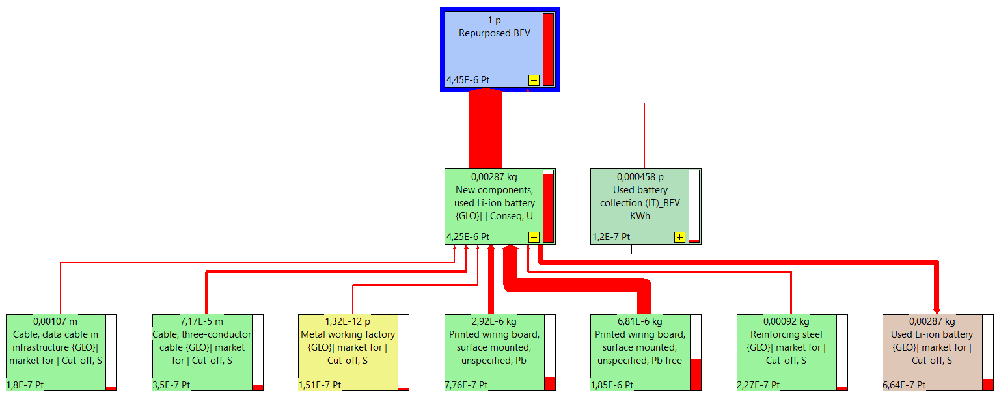 1 p
Repurposed BEV
4,45E-6 Pt
+
0,00287 kg
New components,
used Li-ion battery
{GLO}| | Conseq, U
4,25E-6 Pt
+
0,000458 p
Used battery
collection (IT)_BEV
KWh
1,2E-7 Pt
+
0,00107 m
Cable, data cable in
infrastructure {GLO}|
market for | Cut-off, S
1,8E-7 Pt
7,17E-5 m
Cable, three-conductor
cable {GLO}| market
for | Cut-off, S
3,5E-7 Pt
1,32E-12 p
Metal working factory
{GLO}| market for |
Cut-off, S
1,51E-7 Pt
2,92E-6 kg
Printed wiring board,
surface mounted,
unspecified, Pb
7,76E-7 Pt
6,81E-6 kg
Printed wiring board,
surface mounted,
unspecified, Pb free
1,85E-6 Pt
0,00092 kg
Reinforcing steel
{GLO}| market for |
Cut-off, S
2,27E-7 Pt
0,00287 kg
Used Li-ion battery
{GLO}| market for |
Cut-off, S
6,64E-7 Pt